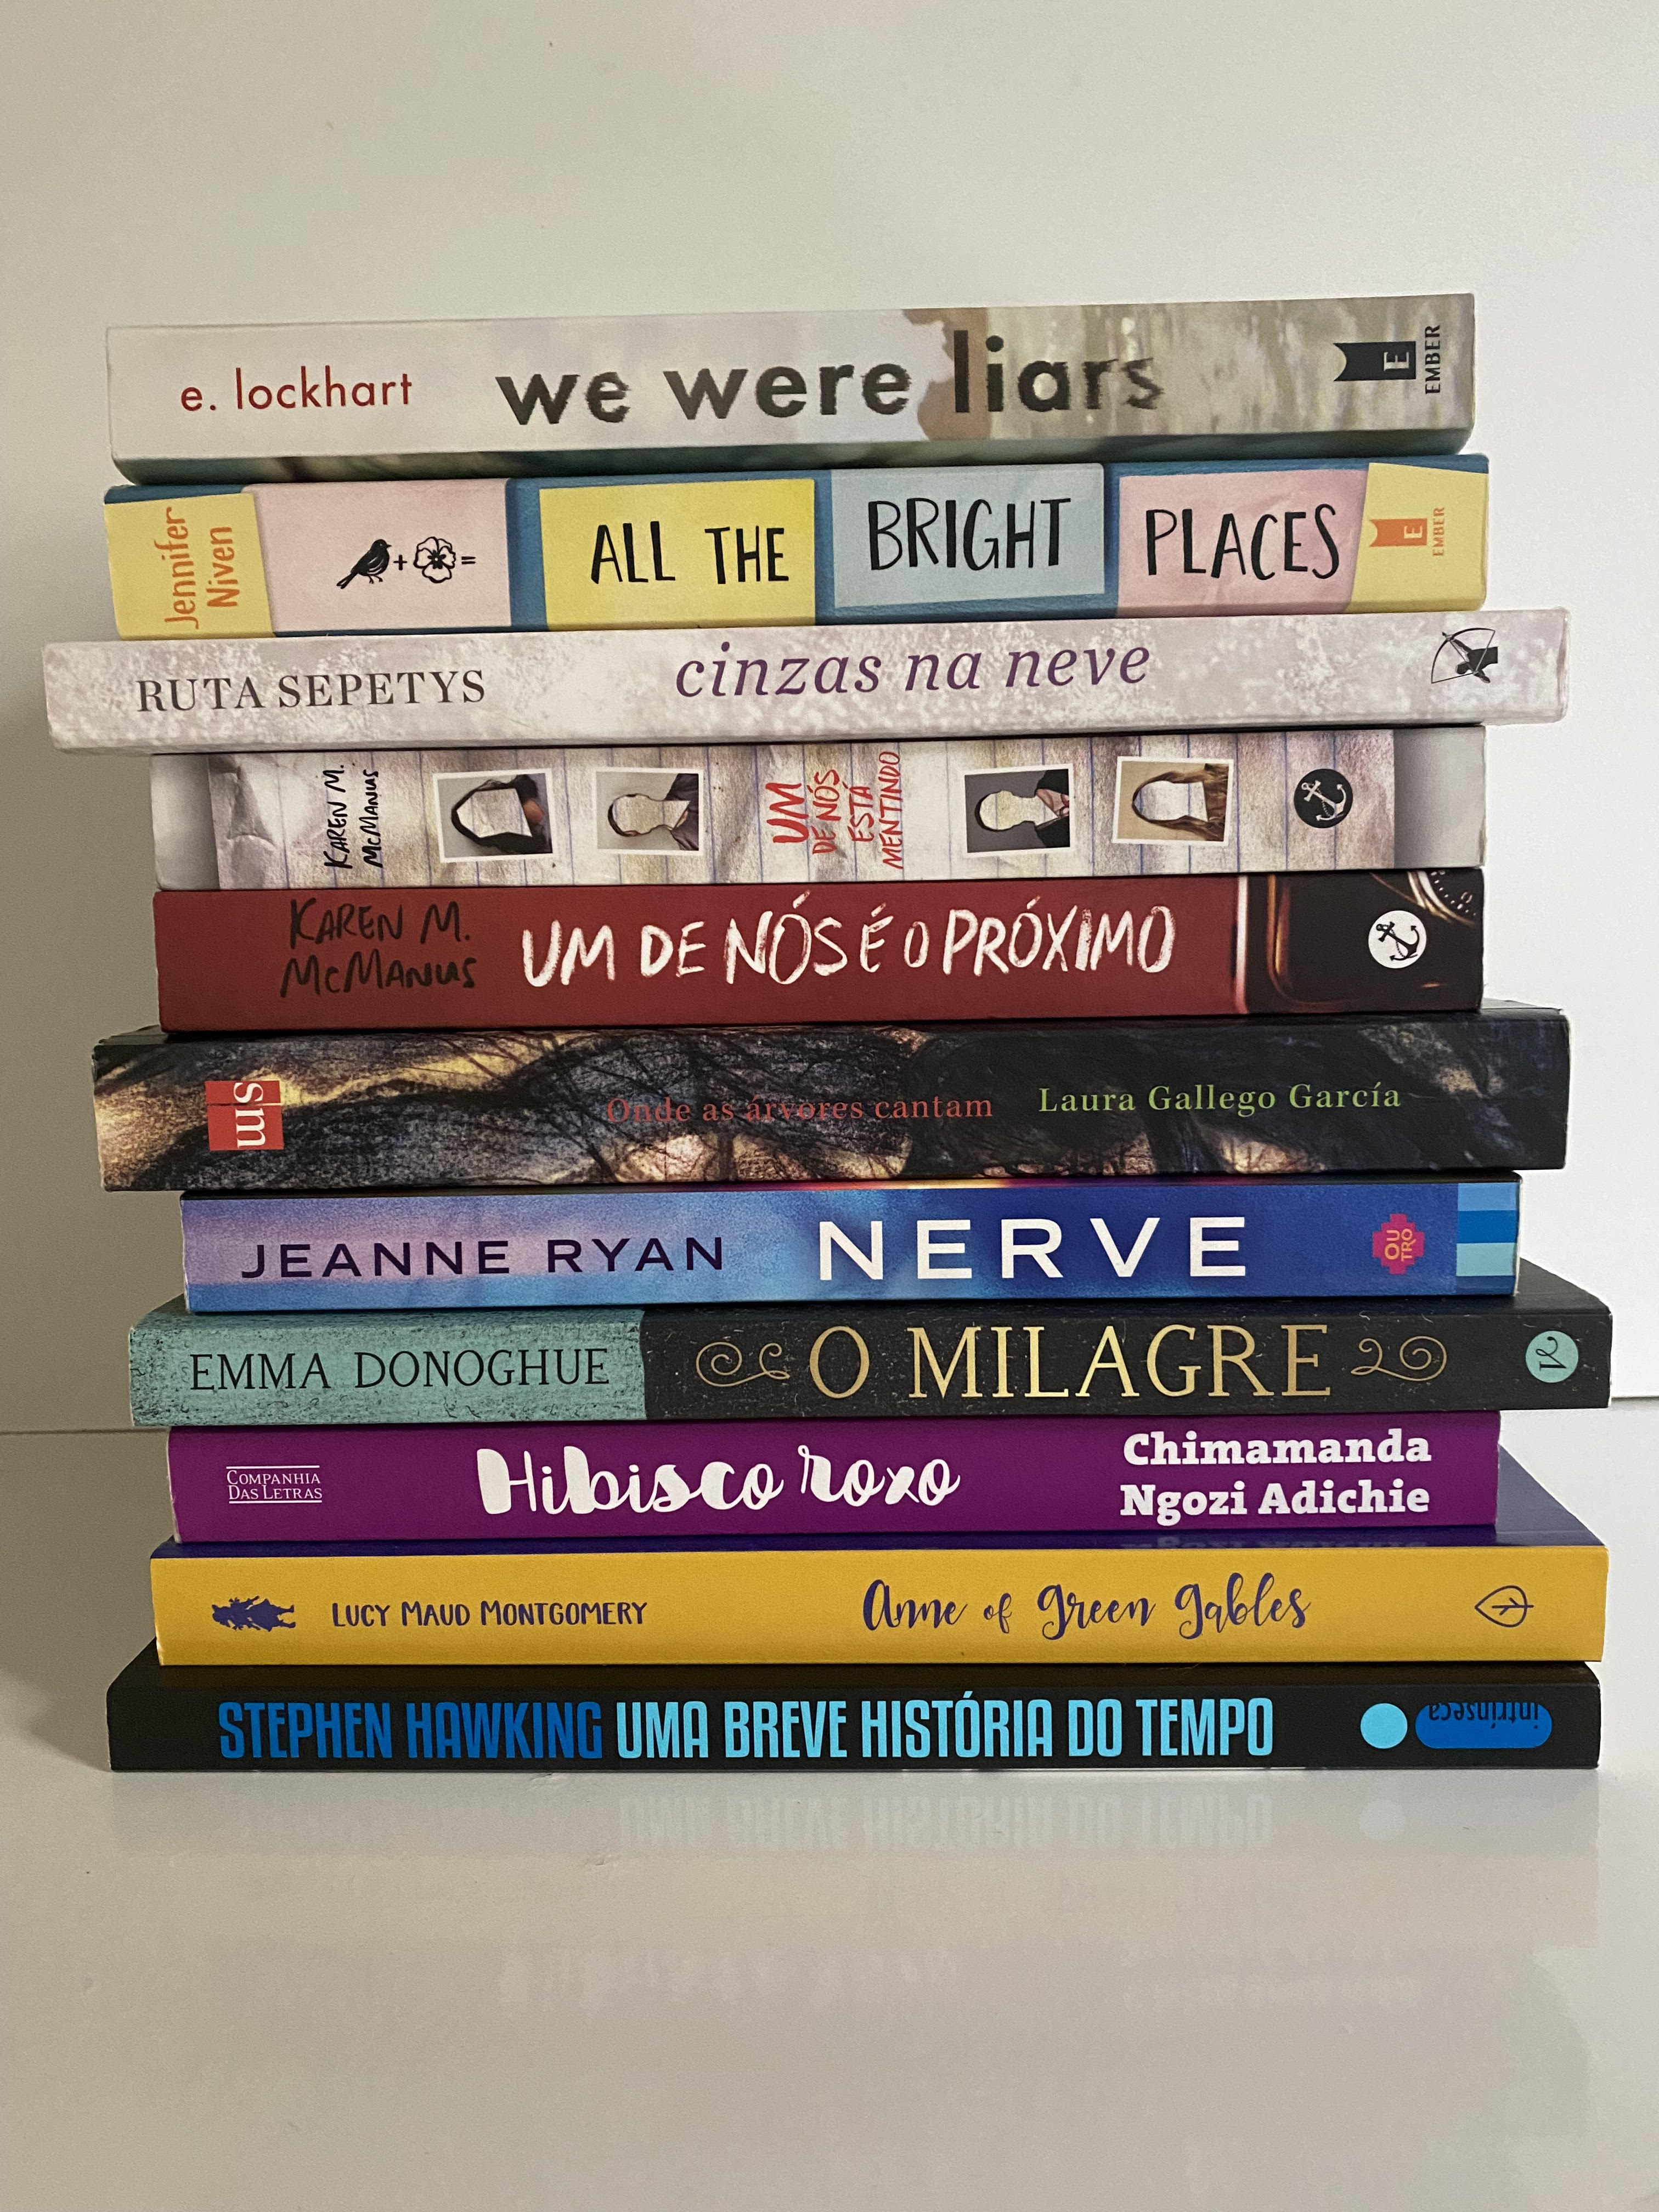 e. lockhart we were liars E EMBER
Jennifer
Niven
+ =
ALL THE BRIGHT PLACES
E EMBER
RUTA SEPETYS cinzas na neve
KAREN M.
McMANUS
UM
DE NÓS
ESTÁ
MENTINDO
KAREN M.
McMANUS
UM DE NÓS É O PRÓXIMO
sm Onde as árvores cantam Laura Gallego García
JEANNE RYAN NERVE
QU
TRO
EMMA DONOGHUE O MILAGRE
COMPANHIA
DAS LETRAS
Hibisco roxo
Chimamanda
Ngozi Adichie
LUCY MAUD MONTGOMERY Anne of Green Gables
STEPHEN HAWKING UMA BREVE HISTÓRIA DO TEMPO intrínseca